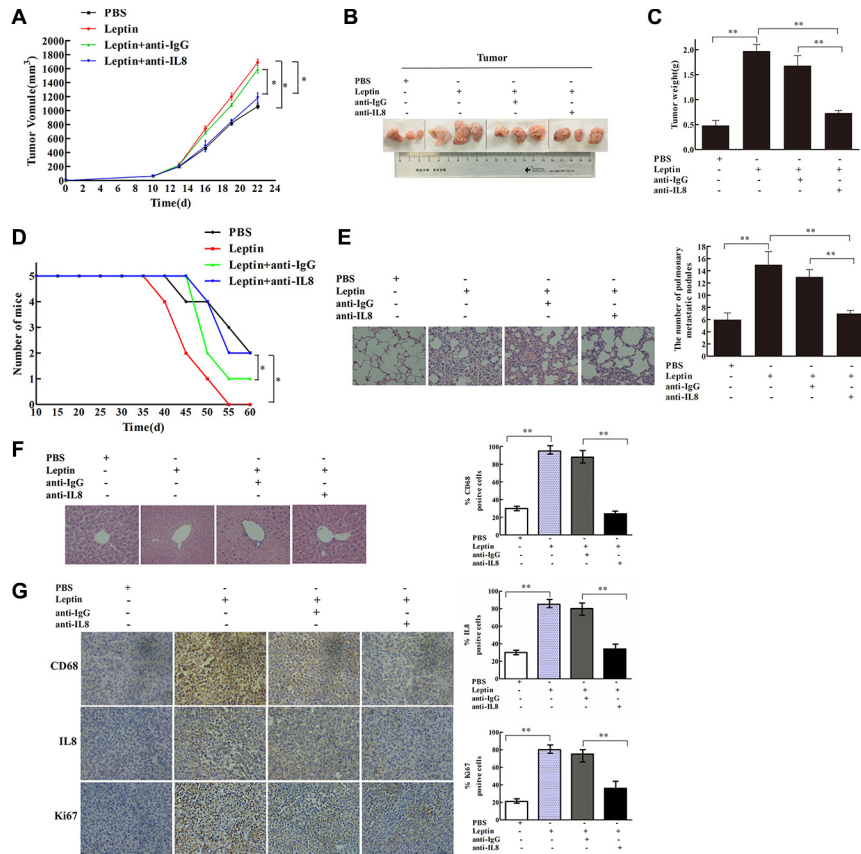 A
PBS
Leptin
Leptin+anti-IgG
Leptin+anti-IL8
Tumor Vomule(mm³)
1800
1600
1400
1200
1000
800
600
400
200
0
0 2 4 6 8 10 12 14 16 18 20 22 24
Time(d)
* * *
B
Tumor
PBS + - - -
Leptin - + + +
anti-IgG - - + -
anti-IL8 - - - +
C
Tumor weight(g)
2.0
1.5
1.0
0.5
0.0
** ** **
PBS + - - -
Leptin - + + +
anti-IgG - - + -
anti-IL8 - - - +
D
PBS
Leptin
Leptin+anti-IgG
Leptin+anti-IL8
Number of mice
5
4
3
2
1
0
10 15 20 25 30 35 40 45 50 55 60
Time(d)
* *
E
PBS + - - -
Leptin - + + +
anti-IgG - - + -
anti-IL8 - - - +
The number of pulmonary
metastatic nodules
18
16
14
12
10
8
6
4
2
0
** ** **
PBS + - - -
Leptin - + + +
anti-IgG - - + -
anti-IL8 - - - +
F
PBS + - - -
Leptin - + + +
anti-IgG - - + -
anti-IL8 - - - +
% CD68
positve cells
100
80
60
40
20
0
** **
PBS + - - -
Leptin - + + +
anti-IgG - - + -
anti-IL8 - - - +
G
PBS + - - -
Leptin - + + +
anti-IgG - - + -
anti-IL8 - - - +
CD68
IL8
Ki67
% IL8
positve cells
100
80
60
40
20
0
** **
PBS + - - -
Leptin - + + +
anti-IgG - - + -
anti-IL8 - - - +
% Ki67
positve cells
100
80
60
40
20
0
** **
PBS + - - -
Leptin - + + +
anti-IgG - - + -
anti-IL8 - - - +